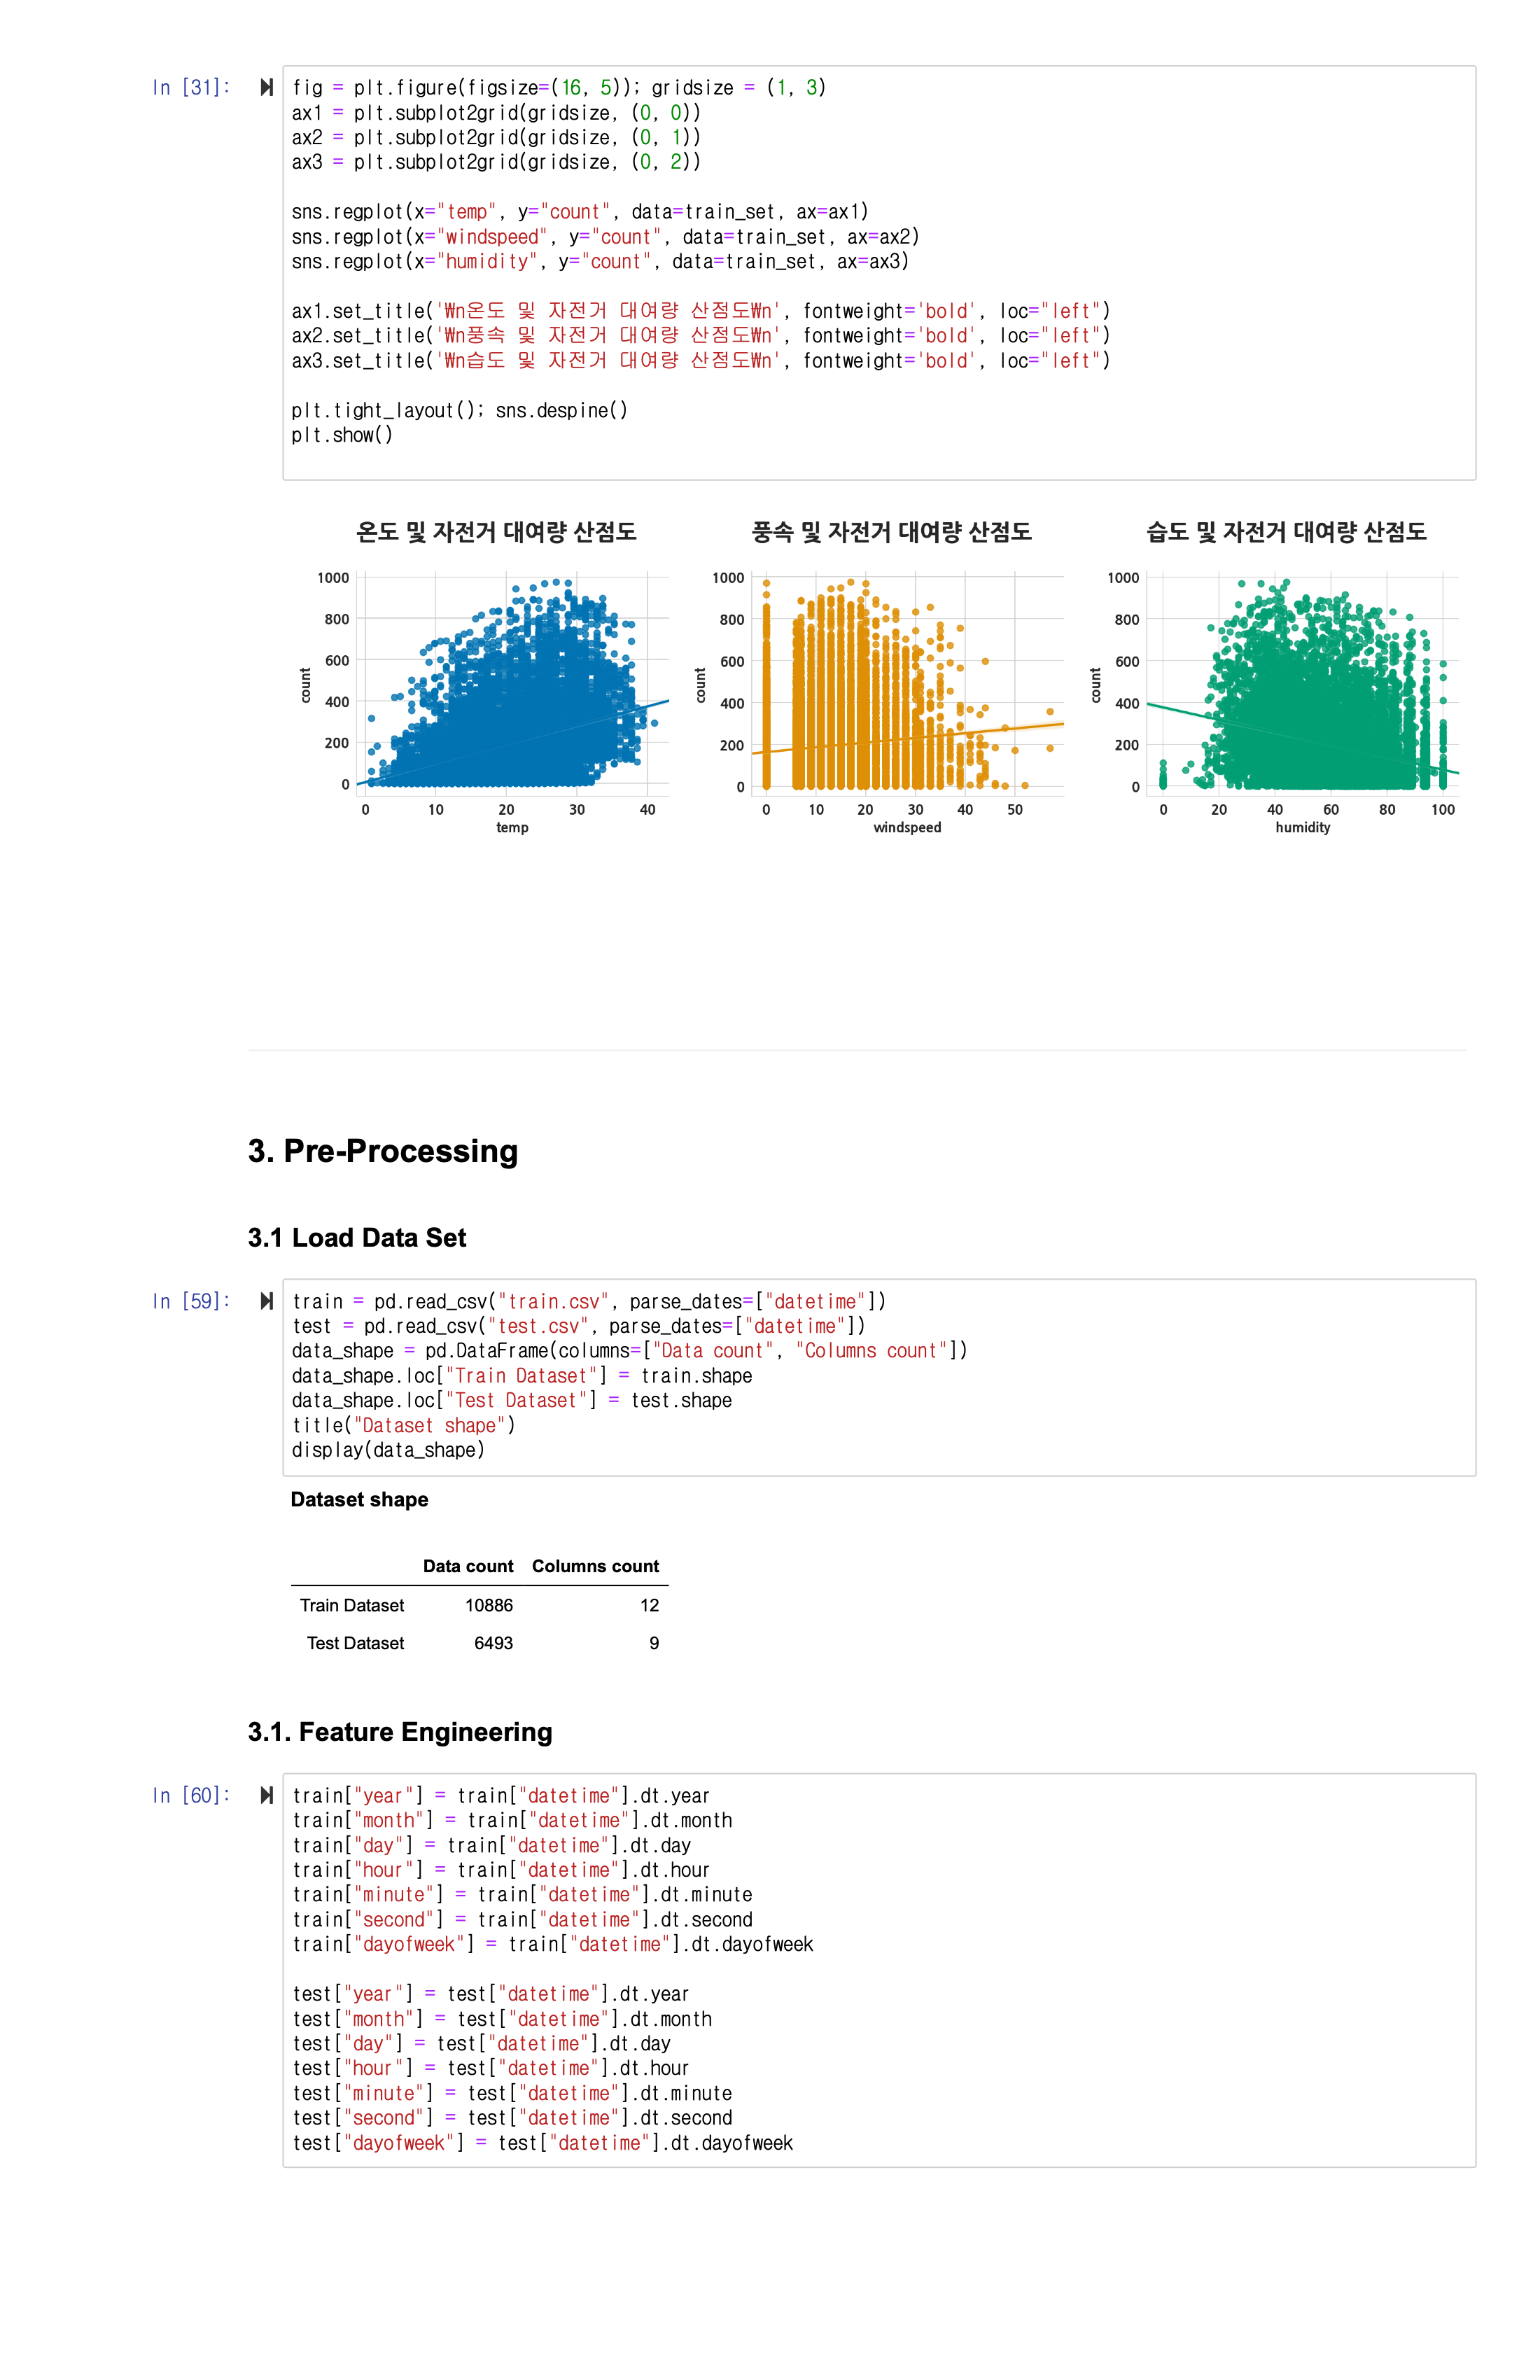 In [31]:
fig = plt.figure(figsize=(16, 5)); gridsize = (1, 3)
ax1 = plt.subplot2grid(gridsize, (0, 0))
ax2 = plt.subplot2grid(gridsize, (0, 1))
ax3 = plt.subplot2grid(gridsize, (0, 2))

sns.regplot(x="temp", y="count", data=train_set, ax=ax1)
sns.regplot(x="windspeed", y="count", data=train_set, ax=ax2)
sns.regplot(x="humidity", y="count", data=train_set, ax=ax3)

ax1.set_title('₩n온도 및 자전거 대여량 산점도₩n', fontweight='bold', loc="left")
ax2.set_title('₩n풍속 및 자전거 대여량 산점도₩n', fontweight='bold', loc="left")
ax3.set_title('₩n습도 및 자전거 대여량 산점도₩n', fontweight='bold', loc="left")

plt.tight_layout(); sns.despine()
plt.show()

온도 및 자전거 대여량 산점도
1000
800
600
400
200
0
count
0 10 20 30 40
temp
풍속 및 자전거 대여량 산점도
1000
800
600
400
200
0
count
0 10 20 30 40 50
windspeed
습도 및 자전거 대여량 산점도
1000
800
600
400
200
0
count
0 20 40 60 80 100
humidity

3. Pre-Processing
3.1 Load Data Set
In [59]:
train = pd.read_csv("train.csv", parse_dates=["datetime"])
test = pd.read_csv("test.csv", parse_dates=["datetime"])
data_shape = pd.DataFrame(columns=["Data count", "Columns count"])
data_shape.loc["Train Dataset"] = train.shape
data_shape.loc["Test Dataset"] = test.shape
title("Dataset shape")
display(data_shape)
Dataset shape
Data count Columns count
Train Dataset 10886 12
Test Dataset 6493 9
3.1. Feature Engineering
In [60]:
train["year"] = train["datetime"].dt.year
train["month"] = train["datetime"].dt.month
train["day"] = train["datetime"].dt.day
train["hour"] = train["datetime"].dt.hour
train["minute"] = train["datetime"].dt.minute
train["second"] = train["datetime"].dt.second
train["dayofweek"] = train["datetime"].dt.dayofweek

test["year"] = test["datetime"].dt.year
test["month"] = test["datetime"].dt.month
test["day"] = test["datetime"].dt.day
test["hour"] = test["datetime"].dt.hour
test["minute"] = test["datetime"].dt.minute
test["second"] = test["datetime"].dt.second
test["dayofweek"] = test["datetime"].dt.dayofweek